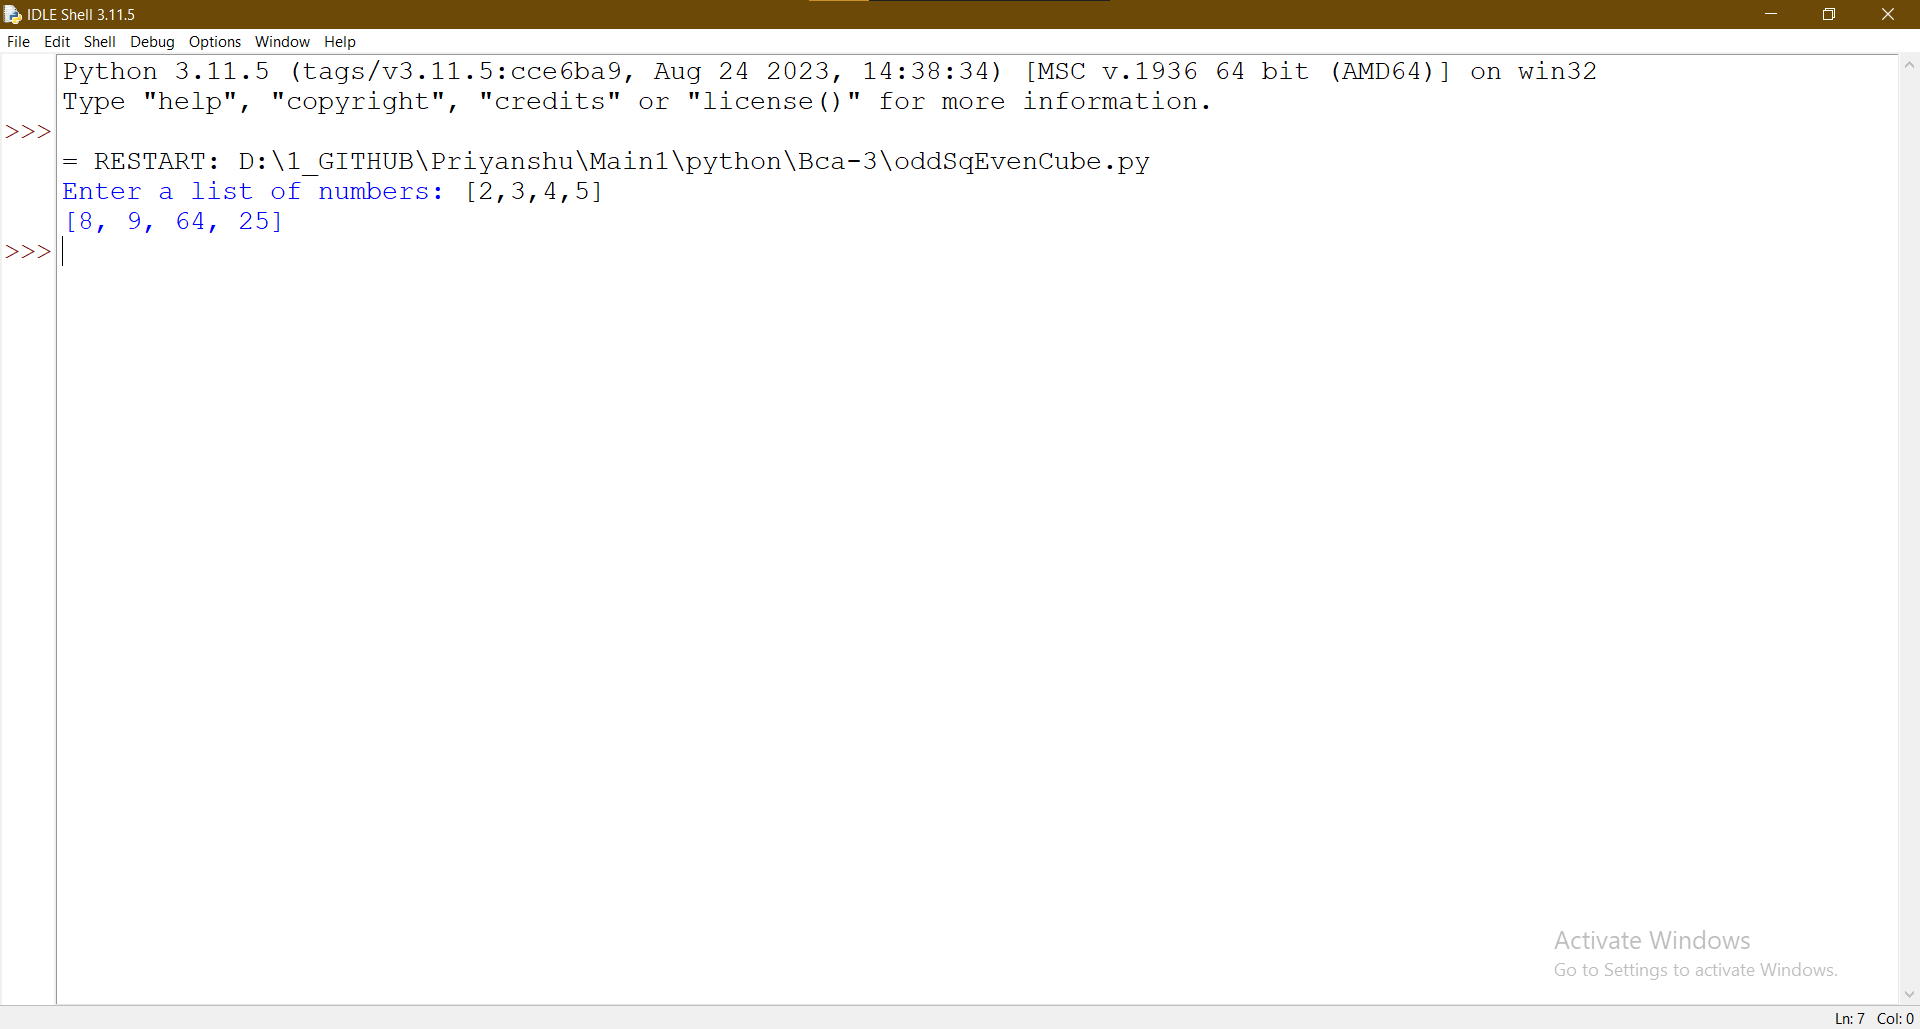 IDLE Shell 3.11.5
File Edit Shell Debug Options Window Help
Python 3.11.5 (tags/v3.11.5:cce6ba9, Aug 24 2023, 14:38:34) [MSC v.1936 64 bit (AMD64)] on win32
Type "help", "copyright", "credits" or "license()" for more information.
>>>
= RESTART: D:\1_GITHUB\Priyanshu\Main1\python\Bca-3\oddSqEvenCube.py
Enter a list of numbers: [2,3,4,5]
[8, 9, 64, 25]
>>>
Activate Windows
Go to Settings to activate Windows.
Ln: 7 Col: 0